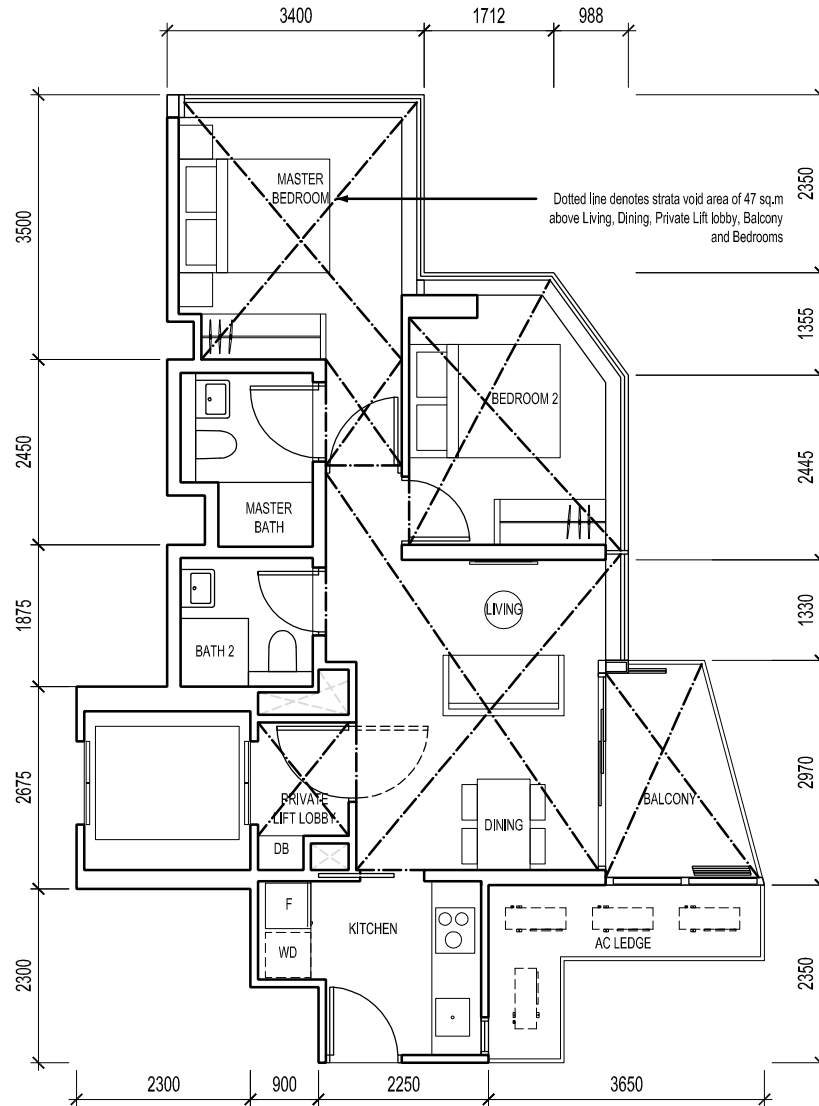 3400
1712
988
3500
2450
1875
2675
2300
MASTER
BEDROOM
Dotted line denotes strata void area of 47 sq.m
above Living, Dining, Private Lift lobby, Balcony
and Bedrooms
2350
1355
2445
1330
2970
2350
BEDROOM 2
MASTER
BATH
LIVING
BATH 2
PRIVATE
LIFT LOBBY
BALCONY
DINING
DB
F
KITCHEN
WD
AC LEDGE
2300
900
2250
3650